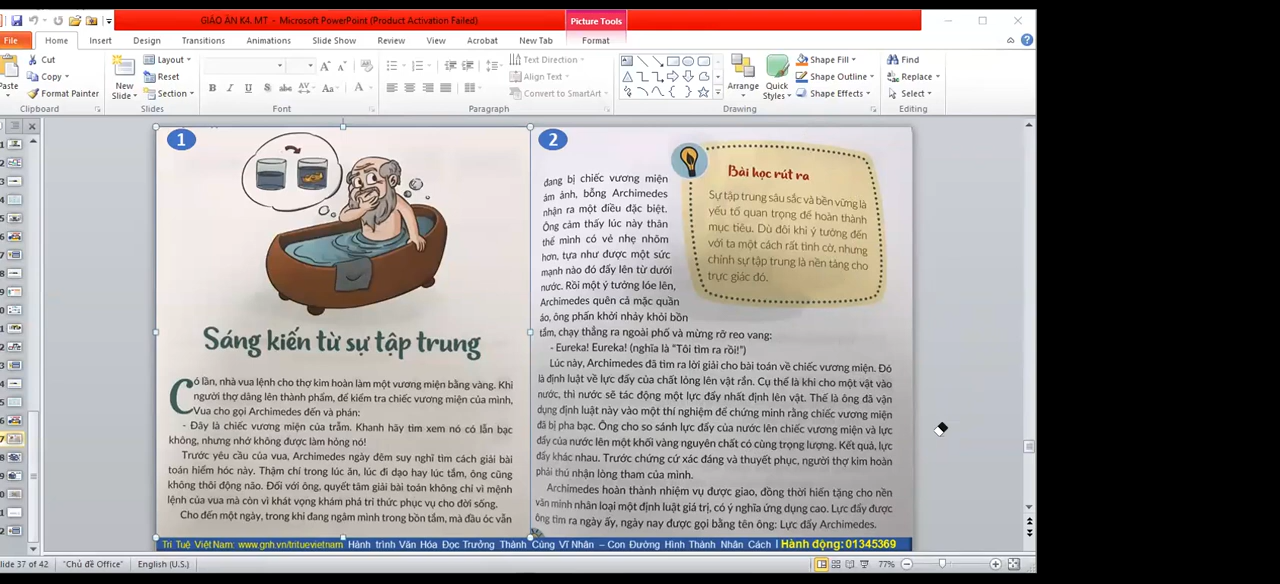 GIÁO ÁN K4. MT - Microsoft PowerPoint (Product Activation Failed)
Picture Tools
File Home Insert Design Transitions Animations Slide Show Review View Acrobat New Tab Format
Cut
Copy
Format Painter
Paste
Clipboard
New Slide
Layout
Reset
Section
Slides
Font
Text Direction
Align Text
Convert to SmartArt
Paragraph
Arrange
Quick Styles
Shape Fill
Shape Outline
Shape Effects
Drawing
Find
Replace
Select
Editing
1
Sáng kiến từ sự tập trung
Có lần, nhà vua lệnh cho thợ kim hoàn làm một vương miện bằng vàng. Khi
người thợ dâng lên thành phẩm, để kiểm tra chiếc vương miện của mình,
Vua cho gọi Archimedes đến và phán:
- Đây là chiếc vương miện của trẫm. Khanh hãy tìm xem nó có lẫn bạc
không, nhưng nhớ không được làm hỏng nó!
Trước yêu cầu của vua, Archimedes ngày đêm suy nghĩ tìm cách giải bài
toán hiểm hóc này. Thậm chí trong lúc ăn, lúc đi dạo hay lúc tắm, ông cũng
không thôi động não. Đối với ông, quyết tâm giải bài toán không chỉ vì mệnh
lệnh của vua mà còn vì khát vọng khám phá tri thức phục vụ cho đời sống.
Cho đến một ngày, trong khi đang ngâm mình trong bồn tắm, mà đầu óc vẫn
2
đang bị chiếc vương miện
ám ảnh, bỗng Archimedes
nhận ra một điều đặc biệt.
Ông cảm thấy lúc này thân
thể mình có vẻ nhẹ nhõm
hơn, tựa như được một sức
mạnh nào đó đẩy lên từ dưới
nước. Rồi một ý tưởng lóe lên,
Archimedes quên cả mặc quần
áo, ông phấn khởi nhảy khỏi bồn
tắm, chạy thẳng ra ngoài phố và mừng rỡ reo vang:
- Eureka! Eureka! (nghĩa là "Tôi tìm ra rồi!")
Lúc này, Archimedes đã tìm ra lời giải cho bài toán về chiếc vương miện. Đó
là định luật về lực đẩy của chất lỏng lên vật rắn. Cụ thể là khi cho một vật vào
nước, thì nước sẽ tác động một lực đẩy nhất định lên vật. Thế là ông đã vận
dụng định luật này vào một thí nghiệm để chứng minh rằng chiếc vương miện
đã bị pha bạc. Ông cho so sánh lực đẩy của nước lên chiếc vương miện và lực
đẩy của nước lên một khối vàng nguyên chất có cùng trọng lượng. Kết quả, lực
đẩy khác nhau. Trước chứng cứ xác đáng và thuyết phục, người thợ kim hoàn
phải thú nhận lòng tham của mình.
Archimedes hoàn thành nhiệm vụ được giao, đồng thời hiến tặng cho nền
văn minh nhân loại một định luật giá trị, có ý nghĩa ứng dụng cao. Lực đẩy được
ông tìm ra ngày ấy, ngày nay được gọi bằng tên ông: Lực đẩy Archimedes.
Bài học rút ra
Sự tập trung sâu sắc và bền vững là
yếu tố quan trọng để hoàn thành
mục tiêu. Dù đôi khi ý tưởng đến
với ta một cách rất tình cờ, nhưng
chính sự tập trung là nền tảng cho
trực giác đó.
Trí Tuệ Việt Nam: www.gnh.vn/trituevietnam Hành trình Văn Hóa Đọc Trưởng Thành Cùng Vĩ Nhân – Con Đường Hình Thành Nhân Cách | Hành động: 01345369
Slide 37 of 42 "Chủ đề Office" English (U.S.) 77%